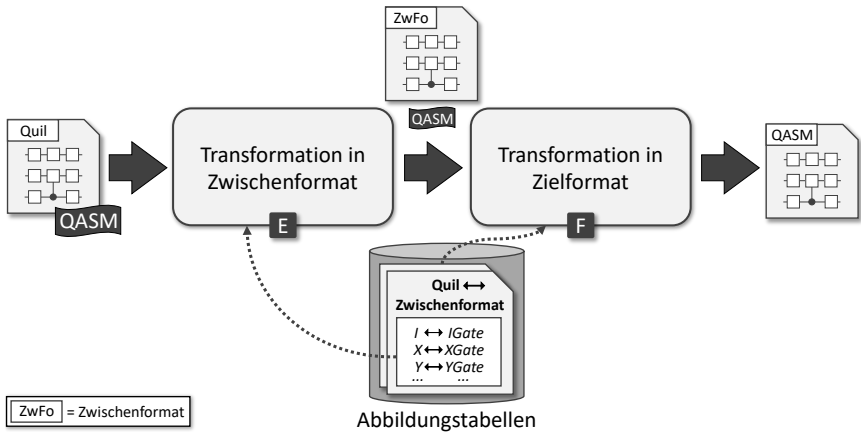 ZwFo
QASM
Quil
QASM
Transformation in
Zwischenformat
E
Transformation in
Zielformat
F
QASM
Quil ↔
Zwischenformat
I ↔ IGate
X ↔ XGate
Y ↔ YGate
... ...
Abbildungstabellen
ZwFo = Zwischenformat